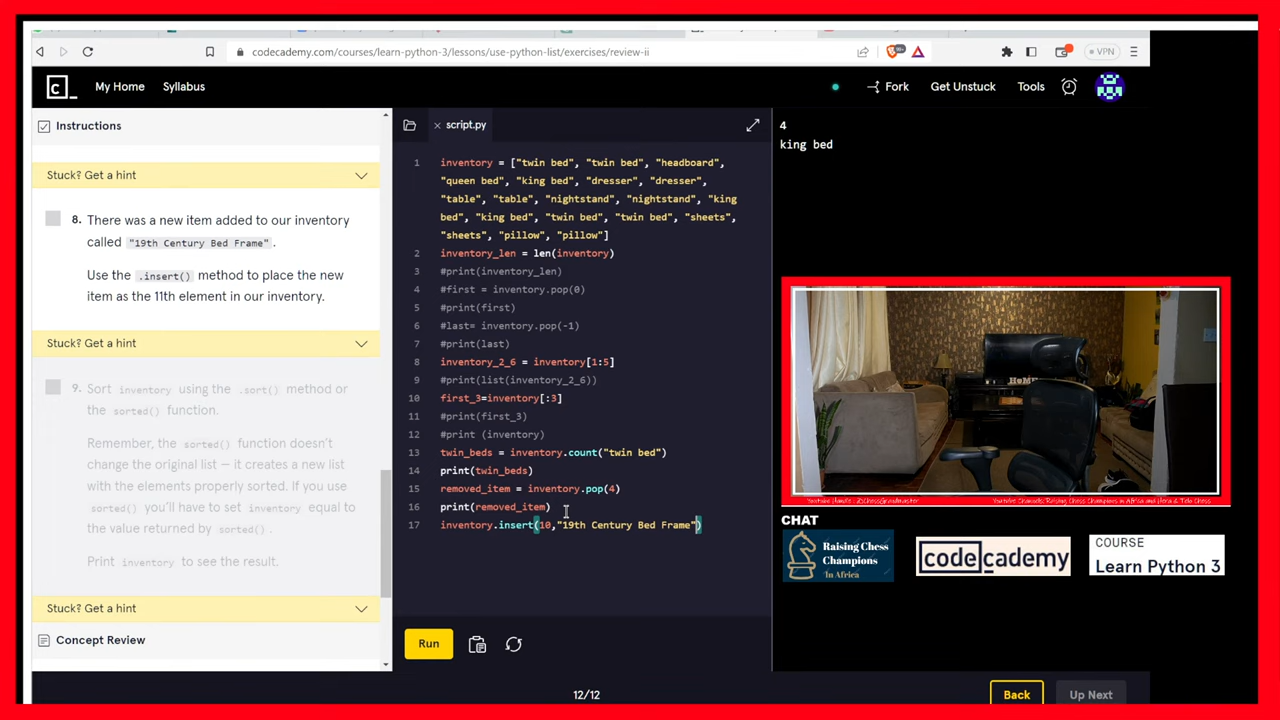 codecademy.com/courses/learn-python-3/lessons/use-python-list/exercises/review-ii
VPN
My Home
Syllabus
Fork
Get Unstuck
Tools
Instructions
Stuck? Get a hint
8. There was a new item added to our inventory
called "19th Century Bed Frame".
Use the .insert() method to place the new
item as the 11th element in our inventory.
Stuck? Get a hint
9. Sort inventory using the .sort() method or
the sorted() function.
Remember, the sorted() function doesn't
change the original list — it creates a new list
with the elements properly sorted. If you use
sorted() you'll have to set inventory equal to
the value returned by sorted().
Print inventory to see the result.
Stuck? Get a hint
Concept Review
script.py
1 inventory = ["twin bed", "twin bed", "headboard",
"queen bed", "king bed", "dresser", "dresser",
"table", "table", "nightstand", "nightstand", "king
bed", "king bed", "twin bed", "twin bed", "sheets",
"sheets", "pillow", "pillow"]
2 inventory_len = len(inventory)
3 #print(inventory_len)
4 #first = inventory.pop(0)
5 #print(first)
6 #last= inventory.pop(-1)
7 #print(last)
8 inventory_2_6 = inventory[1:5]
9 #print(list(inventory_2_6))
10 first_3=inventory[:3]
11 #print(first_3)
12 #print (inventory)
13 twin_beds = inventory.count("twin bed")
14 print(twin_beds)
15 removed_item = inventory.pop(4)
16 print(removed_item)
17 inventory.insert(10,"19th Century Bed Frame")
Run
4
king bed
HOME
CHAT
Raising Chess
Champions
In Africa
codecademy
COURSE
Learn Python 3
12/12
Back
Up Next